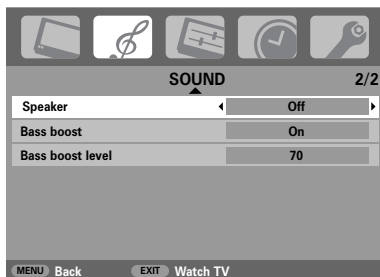 SOUND 2/2
Speaker Off
Bass boost On
Bass boost level 70
MENU Back EXIT Watch TV